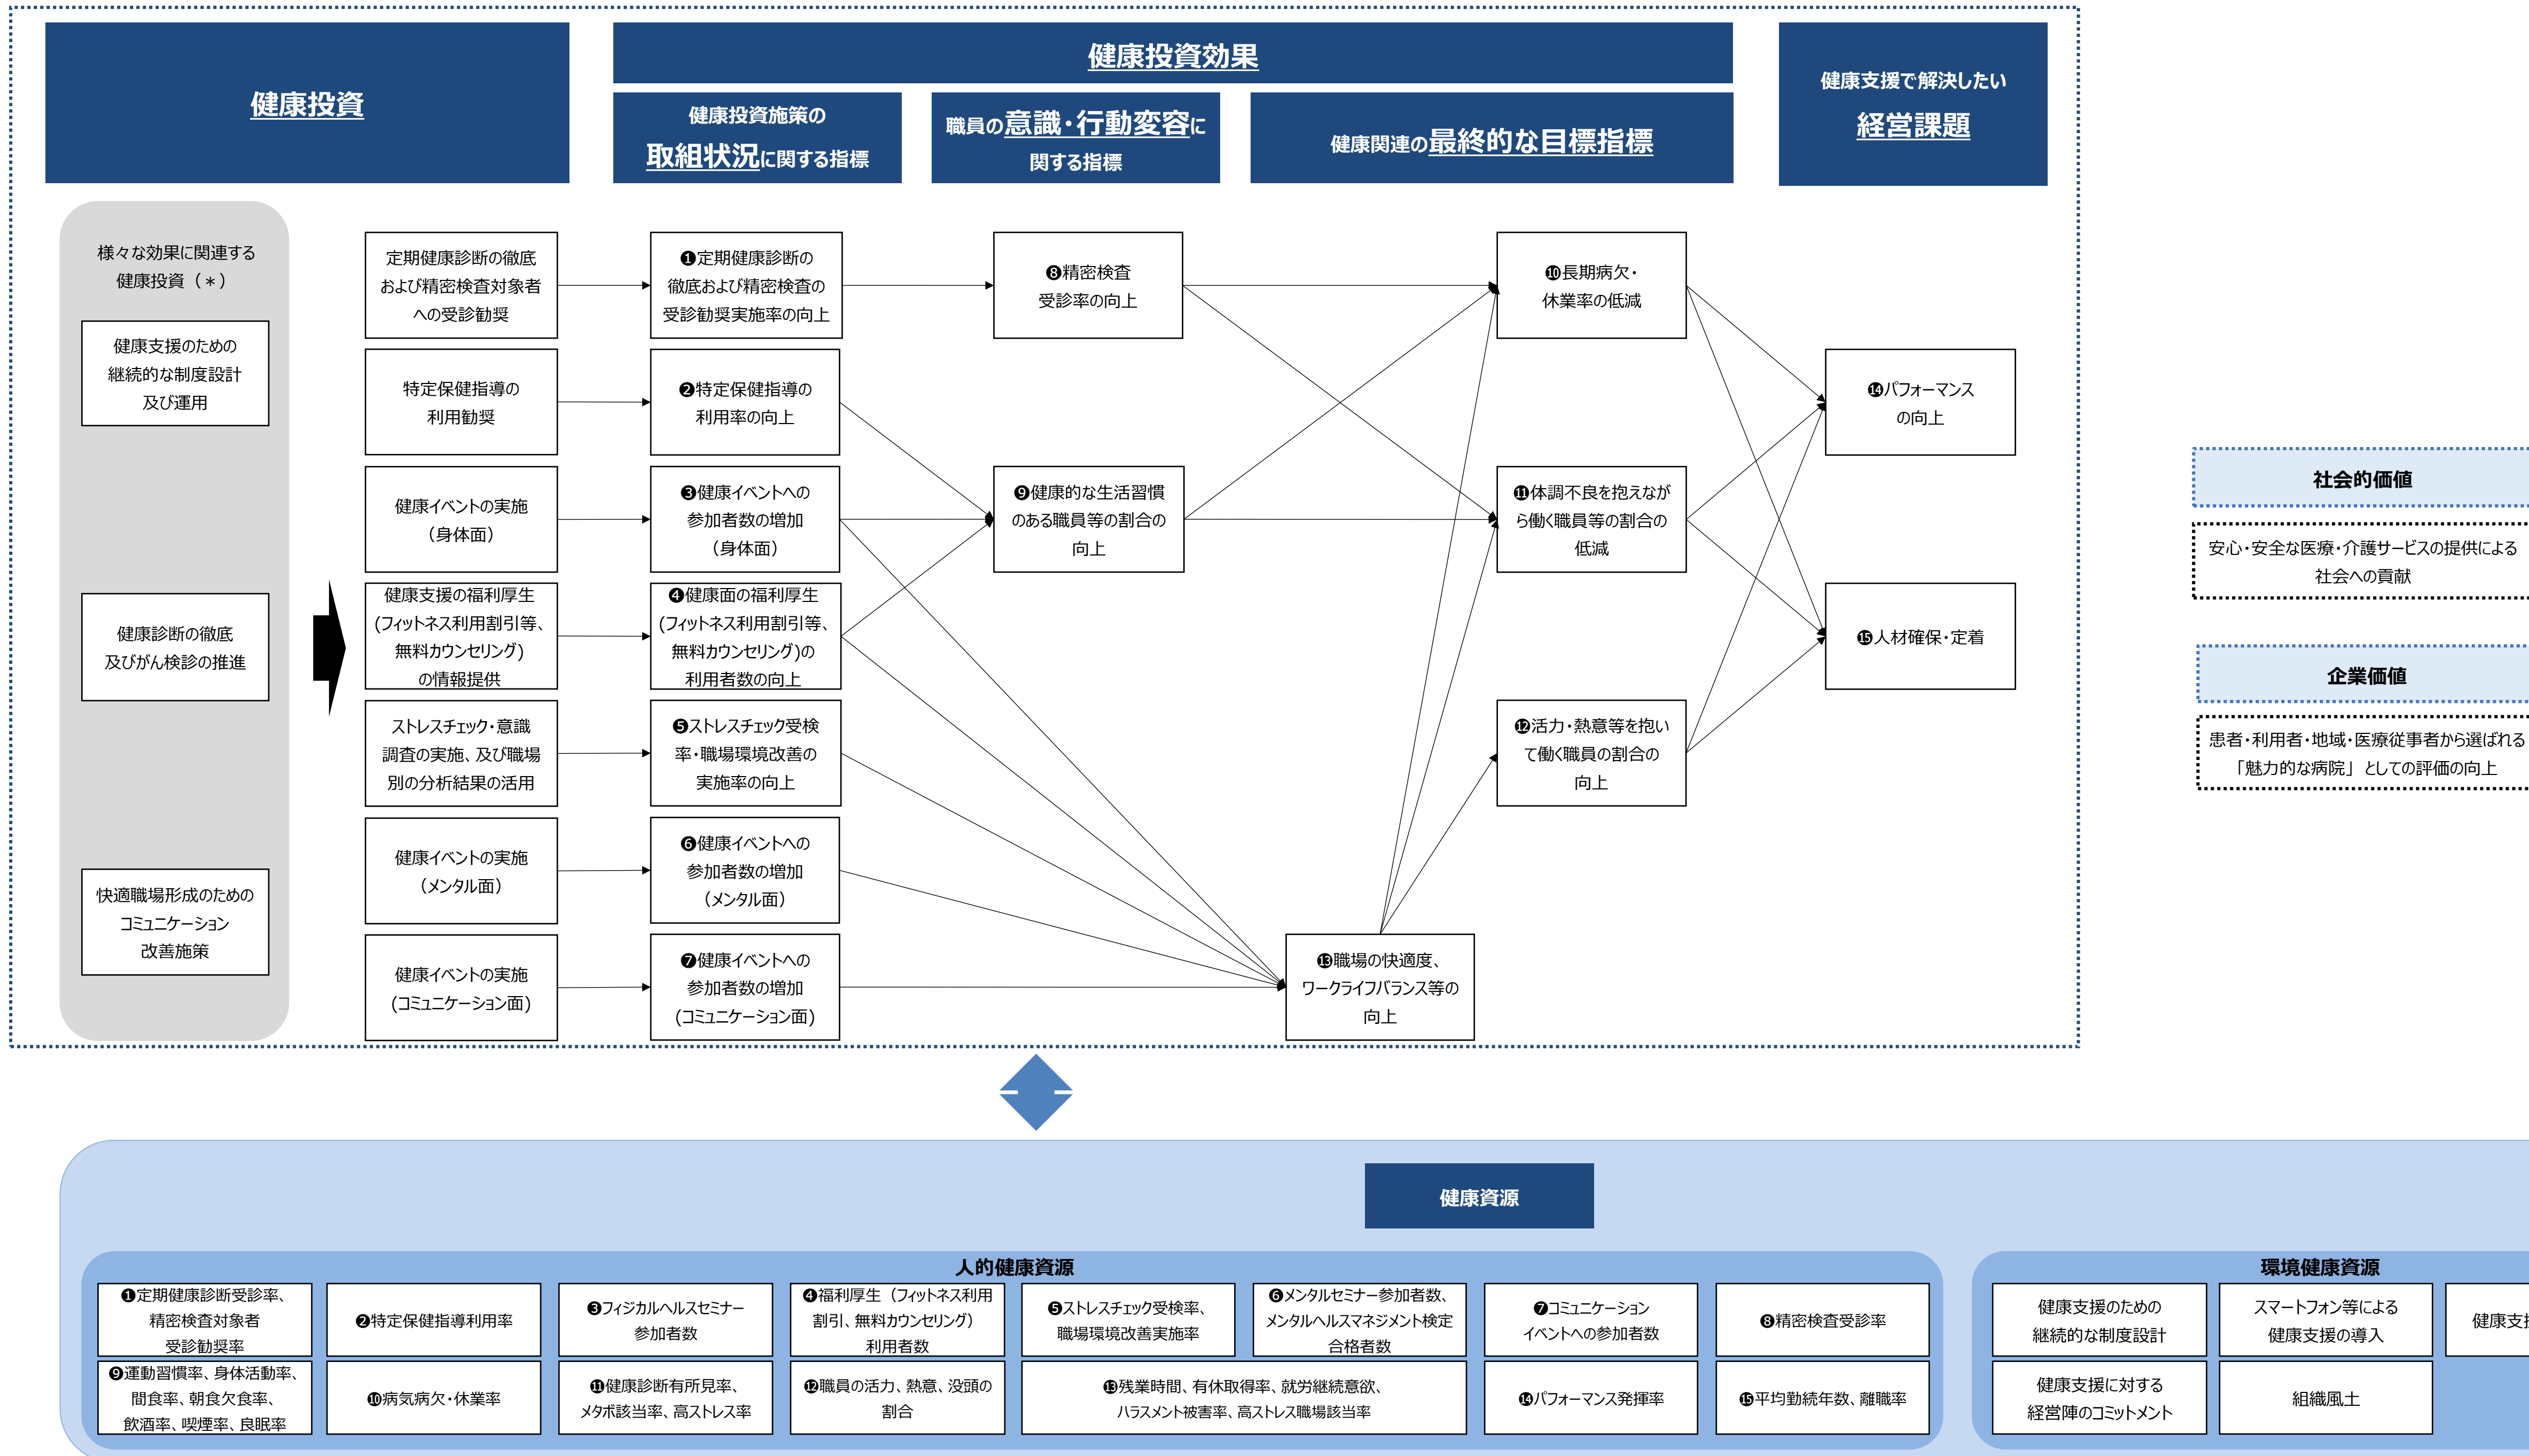 健康投資
健康投資効果
健康投資施策の
取組状況に関する指標
職員の意識・行動変容に
関する指標
健康関連の最終的な目標指標
健康支援で解決したい
経営課題
様々な効果に関連する
健康投資（＊）
健康支援のための
継続的な制度設計
及び運用
健康診断の徹底
及びがん検診の推進
快適職場形成のための
コミュニケーション
改善施策
定期健康診断の徹底
および精密検査対象者
への受診勧奨
特定保健指導の
利用勧奨
健康イベントの実施
（身体面）
健康支援の福利厚生
(フィットネス利用割引等、
無料カウンセリング)
の情報提供
ストレスチェック・意識
調査の実施、及び職場
別の分析結果の活用
健康イベントの実施
（メンタル面）
健康イベントの実施
(コミュニケーション面)
❶定期健康診断の
徹底および精密検査の
受診勧奨実施率の向上
❷特定保健指導の
利用率の向上
❸健康イベントへの
参加者数の増加
（身体面）
❹健康面の福利厚生
(フィットネス利用割引等、
無料カウンセリング)の
利用者数の向上
❺ストレスチェック受検
率・職場環境改善の
実施率の向上
❻健康イベントへの
参加者数の増加
（メンタル面）
❼健康イベントへの
参加者数の増加
(コミュニケーション面)
❽精密検査
受診率の向上
❾健康的な生活習慣
のある職員等の割合の
向上
❿長期病欠・
休業率の低減
⓫体調不良を抱えなが
ら働く職員等の割合の
低減
⓬活力・熱意等を抱い
て働く職員の割合の
向上
⓭職場の快適度、
ワークライフバランス等の
向上
⓮パフォーマンス
の向上
⓯人材確保・定着
社会的価値
安心・安全な医療・介護サービスの提供による
社会への貢献
企業価値
患者・利用者・地域・医療従事者から選ばれる
「魅力的な病院」としての評価の向上
健康資源
人的健康資源
❶定期健康診断受診率、
精密検査対象者
受診勧奨率
❷特定保健指導利用率
❸フィジカルヘルスセミナー
参加者数
❹福利厚生（フィットネス利用
割引、無料カウンセリング）
利用者数
❺ストレスチェック受検率、
職場環境改善実施率
❻メンタルセミナー参加者数、
メンタルヘルスマネジメント検定
合格者数
❼コミュニケーション
イベントへの参加者数
❽精密検査受診率
❾運動習慣率、身体活動率、
間食率、朝食欠食率、
飲酒率、喫煙率、良眠率
❿病気病欠・休業率
⓫健康診断有所見率、
メタボ該当率、高ストレス率
⓬職員の活力、熱意、没頭の
割合
⓭残業時間、有休取得率、就労継続意欲、
ハラスメント被害率、高ストレス職場該当率
⓮パフォーマンス発揮率
⓯平均勤続年数、離職率
環境健康資源
健康支援のための
継続的な制度設計
スマートフォン等による
健康支援の導入
健康支
健康支援に対する
経営陣のコミットメント
組織風土